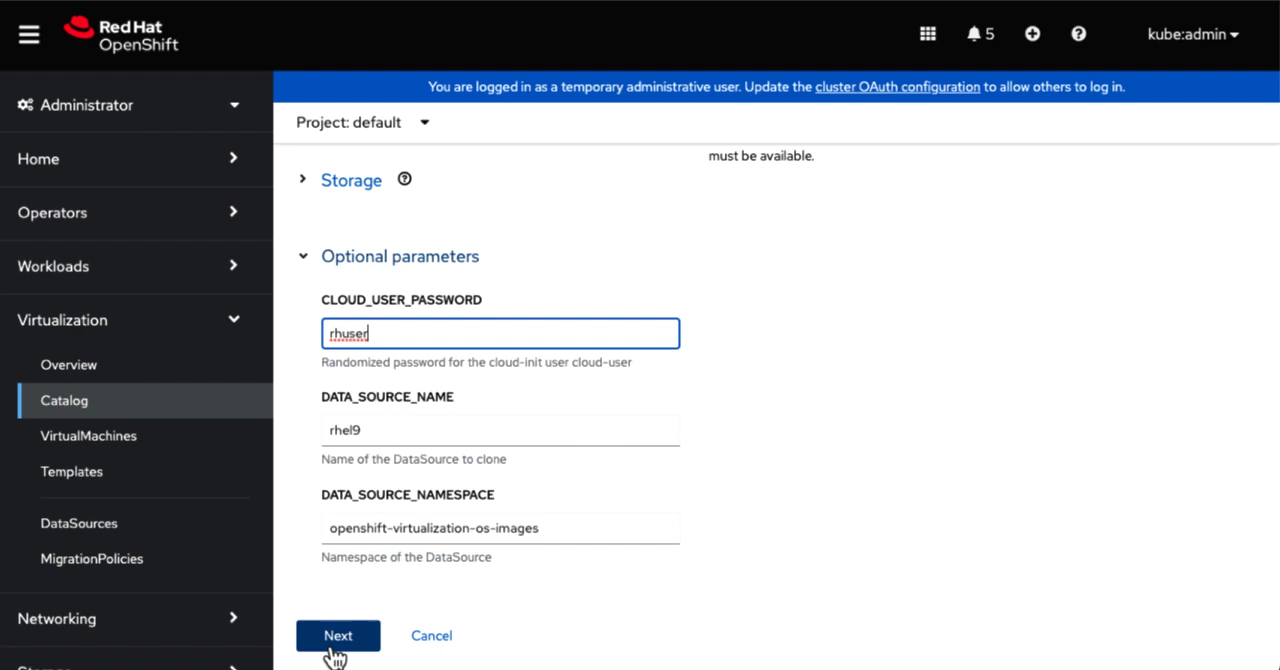 Red Hat
OpenShift
5
kube:admin
You are logged in as a temporary administrative user. Update the cluster OAuth configuration to allow others to log in.
Administrator
Home
Operators
Workloads
Virtualization
Overview
Catalog
VirtualMachines
Templates
DataSources
MigrationPolicies
Networking
Storage
Project: default
must be available.
Storage
Optional parameters
CLOUD_USER_PASSWORD
rhuser
Randomized password for the cloud-init user cloud-user
DATA_SOURCE_NAME
rhel9
Name of the DataSource to clone
DATA_SOURCE_NAMESPACE
openshift-virtualization-os-images
Namespace of the DataSource
Next
Cancel